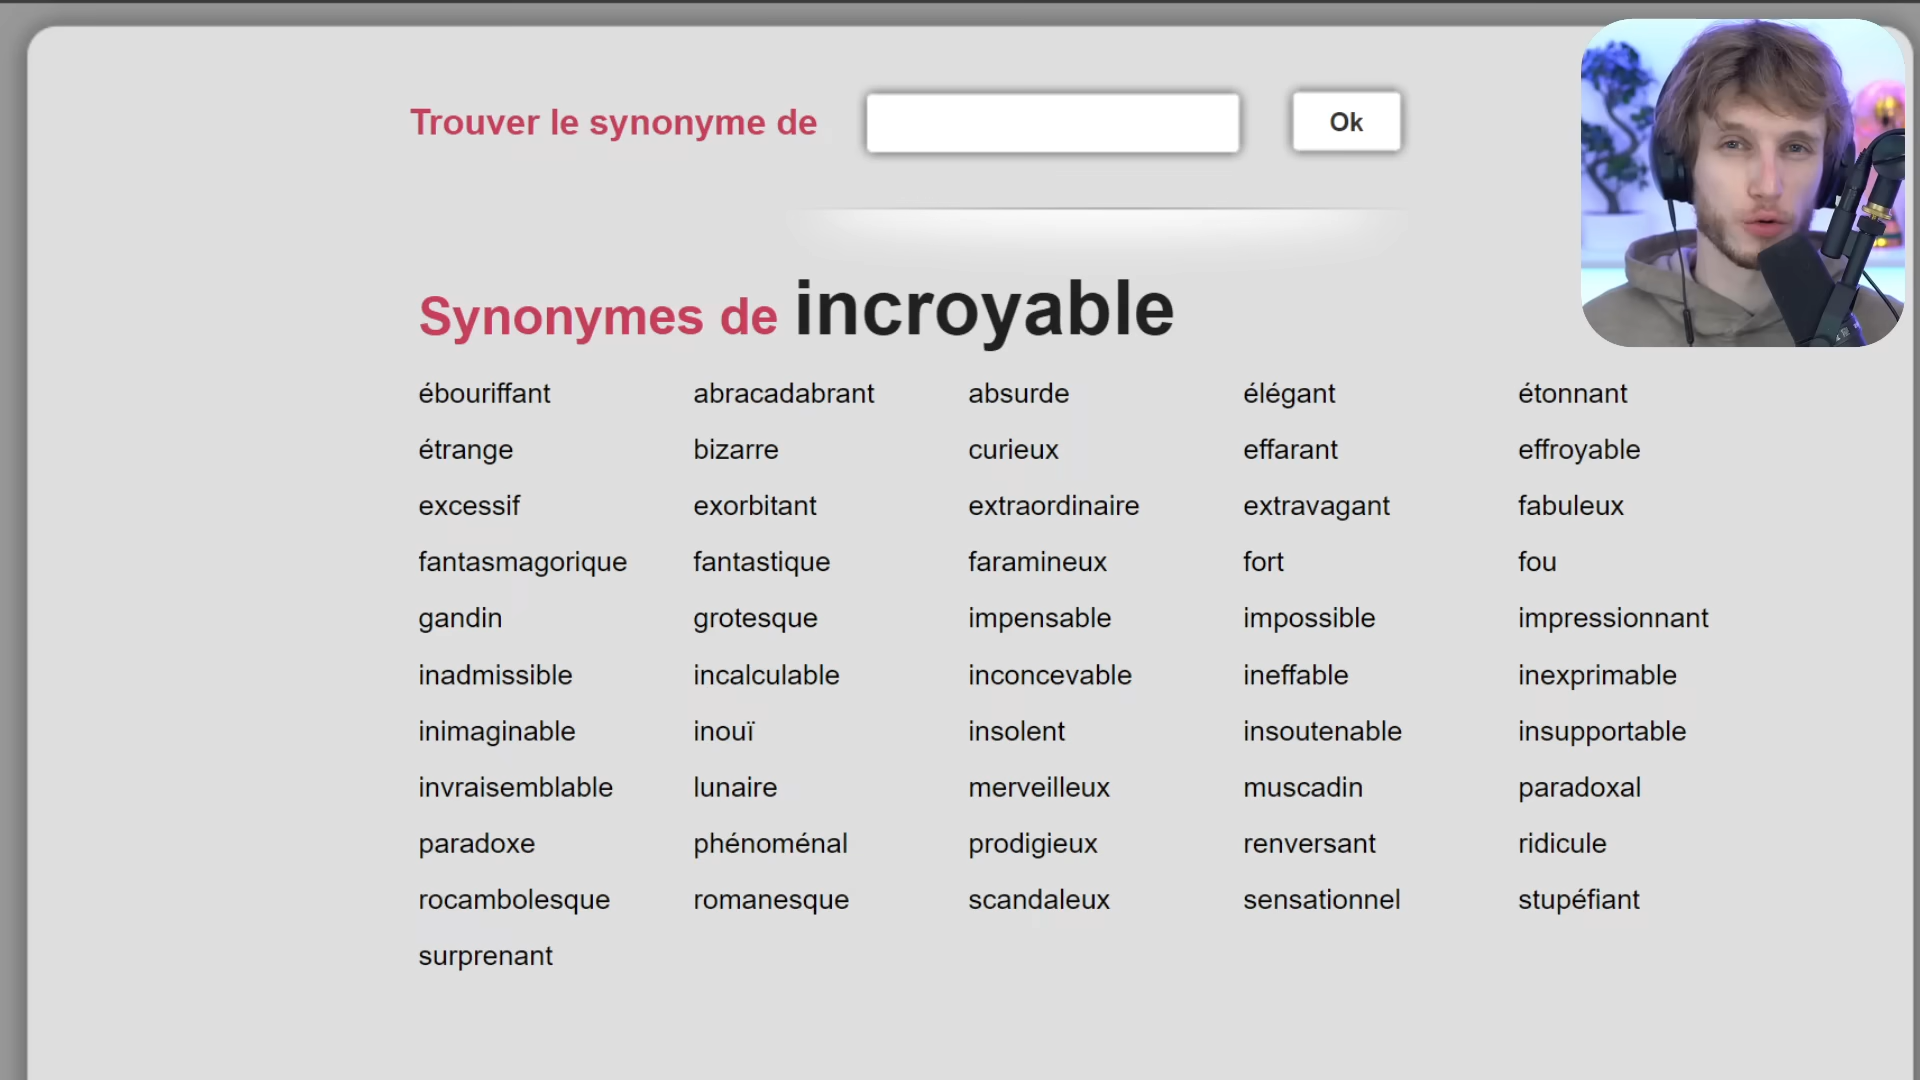 Trouver le synonyme de Ok
Synonymes de incroyable
ébouriffant abracadabrant absurde élégant étonnant
étrange bizarre curieux effarant effroyable
excessif exorbitant extraordinaire extravagant fabuleux
fantasmagorique fantastique faramineux fort fou
gandin grotesque impensable impossible impressionnant
inadmissible incalculable inconcevable ineffable inexprimable
inimaginable inouï insolent insoutenable insupportable
invraisemblable lunaire merveilleux muscadin paradoxal
paradoxe phénoménal prodigieux renversant ridicule
rocambolesque romanesque scandaleux sensationnel stupéfiant
surprenant